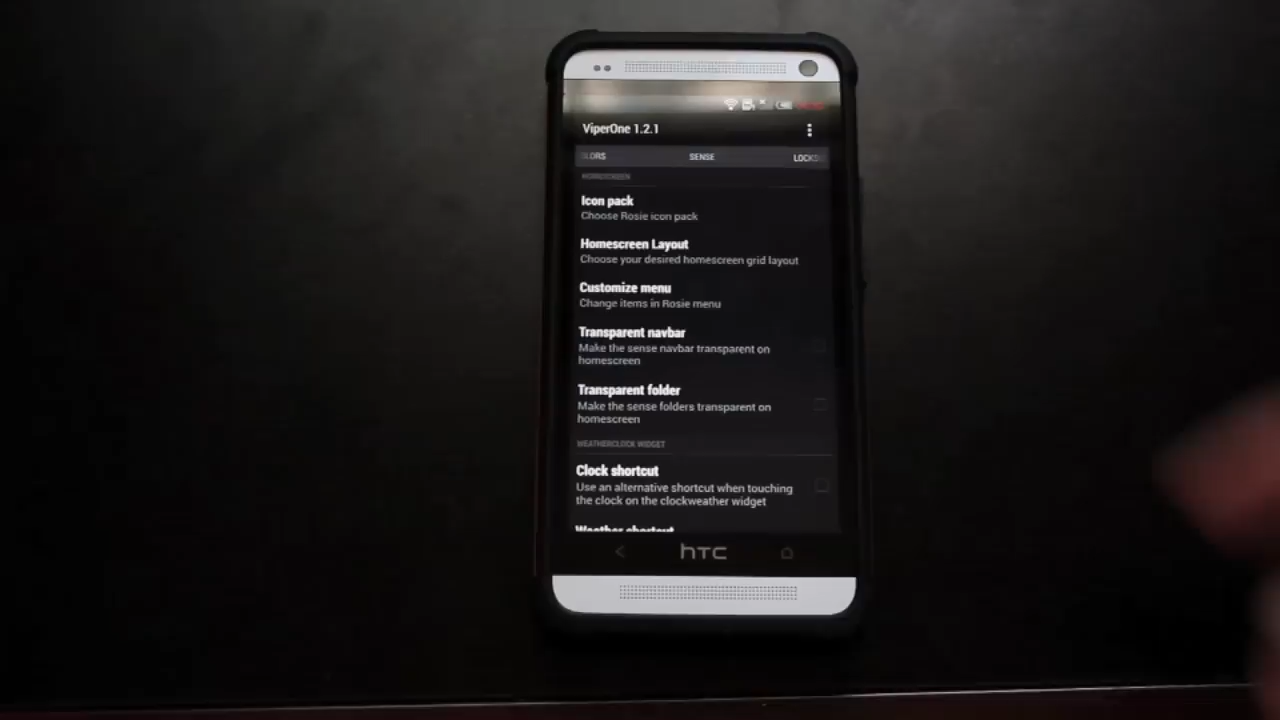 ViperOne 1.2.1
SENSE
HOMESCREEN
Icon pack
Choose Rosie icon pack
Homescreen Layout
Choose your desired homescreen grid layout
Customize menu
Change items in Rosie menu
Transparent navbar
Make the sense navbar transparent on
homescreen
Transparent folder
Make the sense folders transparent on
homescreen
WEATHERCLOCK WIDGET
Clock shortcut
Use an alternative shortcut when touching
the clock on the clockweather widget
Weather shortcut
hTC